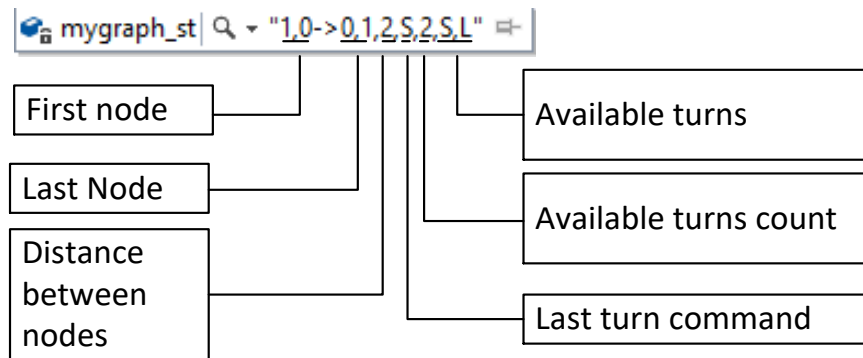 mygraph_st "1,0->0,1,2,S,2,S,L"
First node
Available turns
Last Node
Available turns count
Distance
between
nodes
Last turn command